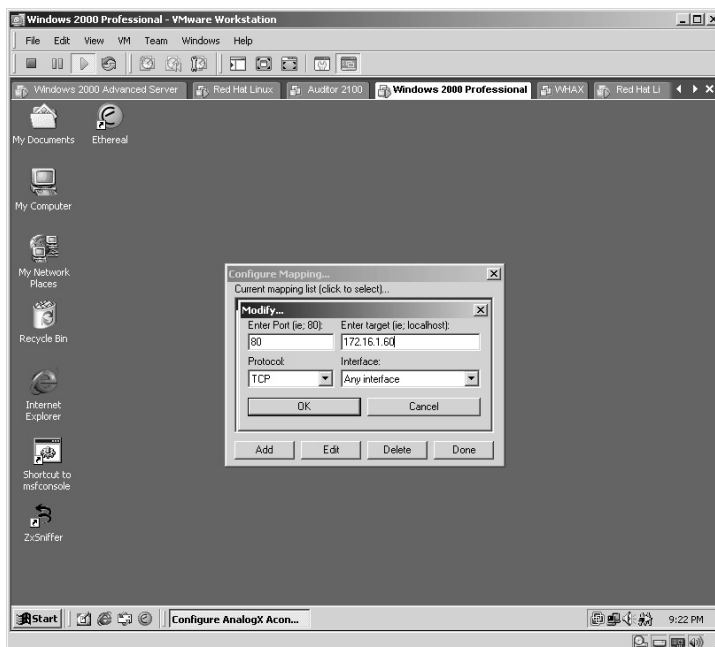 Windows 2000 Professional - VMware Workstation
File Edit View VM Team Windows Help
Windows 2000 Advanced Server Red Hat Linux Auditor 2100 Windows 2000 Professional WHAX Red Hat Li
My Documents Ethereal
My Computer
My Network
Places
Recycle Bin
Internet
Explorer
Shortcut to
msfconsole
ZxSniffer
Configure Mapping...
Current mapping list (click to select)...
Modify...
Enter Port (ie; 80): Enter target (ie; localhost):
80 172.16.1.60
Protocol: Interface:
TCP Any interface
OK Cancel
Add Edit Delete Done
Start Configure AnalogX Acon... 9:22 PM